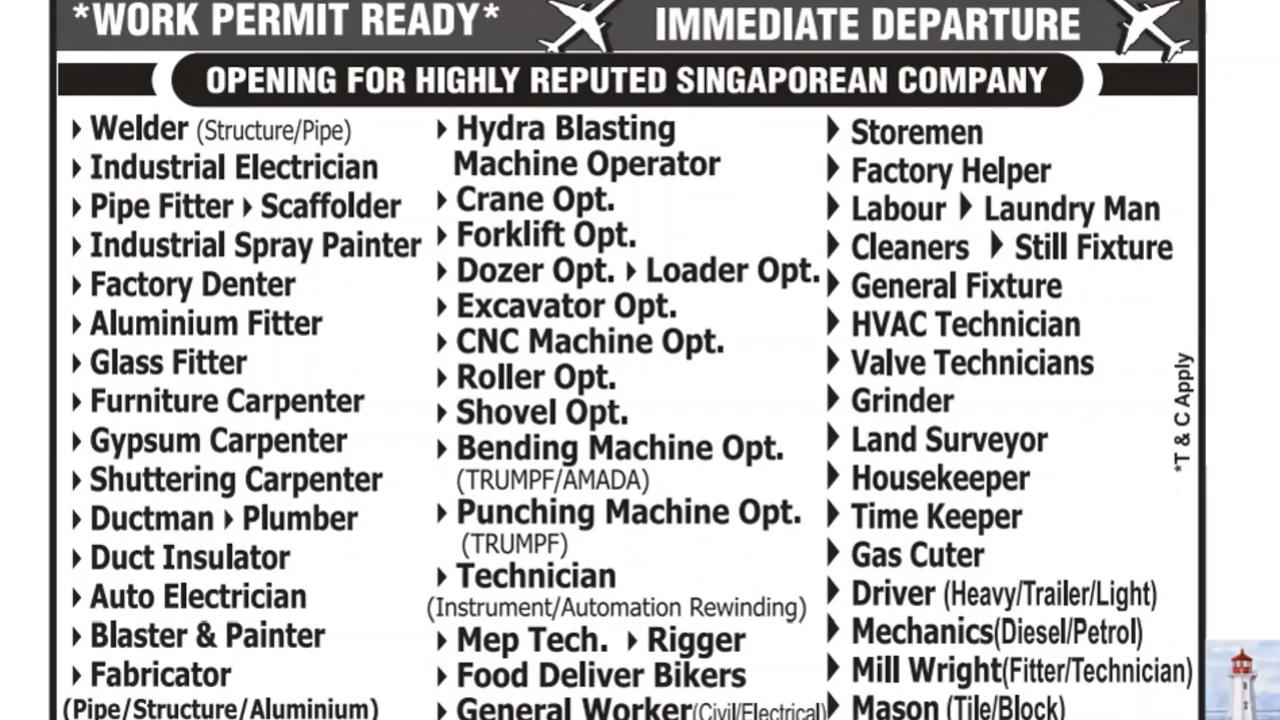 *WORK PERMIT READY* IMMEDIATE DEPARTURE
OPENING FOR HIGHLY REPUTED SINGAPOREAN COMPANY
Welder (Structure/Pipe)
Industrial Electrician
Pipe Fitter Scaffolder
Industrial Spray Painter
Factory Denter
Aluminium Fitter
Glass Fitter
Furniture Carpenter
Gypsum Carpenter
Shuttering Carpenter
Ductman Plumber
Duct Insulator
Auto Electrician
Blaster & Painter
Fabricator
(Pipe/Structure/Aluminium)
Hydra Blasting
Machine Operator
Crane Opt.
Forklift Opt.
Dozer Opt. Loader Opt.
Excavator Opt.
CNC Machine Opt.
Roller Opt.
Shovel Opt.
Bending Machine Opt.
(TRUMPF/AMADA)
Punching Machine Opt.
(TRUMPF)
Technician
(Instrument/Automation Rewinding)
Mep Tech. Rigger
Food Deliver Bikers
General Worker(Civil/Electrical)
Storemen
Factory Helper
Labour Laundry Man
Cleaners Still Fixture
General Fixture
HVAC Technician
Valve Technicians
Grinder
Land Surveyor
Housekeeper
Time Keeper
Gas Cuter
Driver (Heavy/Trailer/Light)
Mechanics(Diesel/Petrol)
Mill Wright(Fitter/Technician)
Mason (Tile/Block)
*T & C Apply